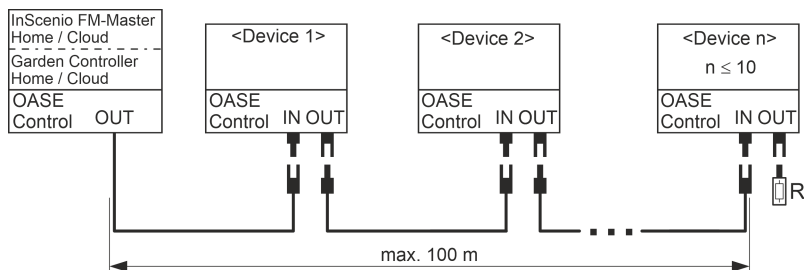 InScenio FM-Master
Home / Cloud
Garden Controller
Home / Cloud
OASE
Control OUT
<Device 1>
OASE
Control IN OUT
<Device 2>
OASE
Control IN OUT
<Device n>
n ≤ 10
OASE
Control IN OUT
R
max. 100 m